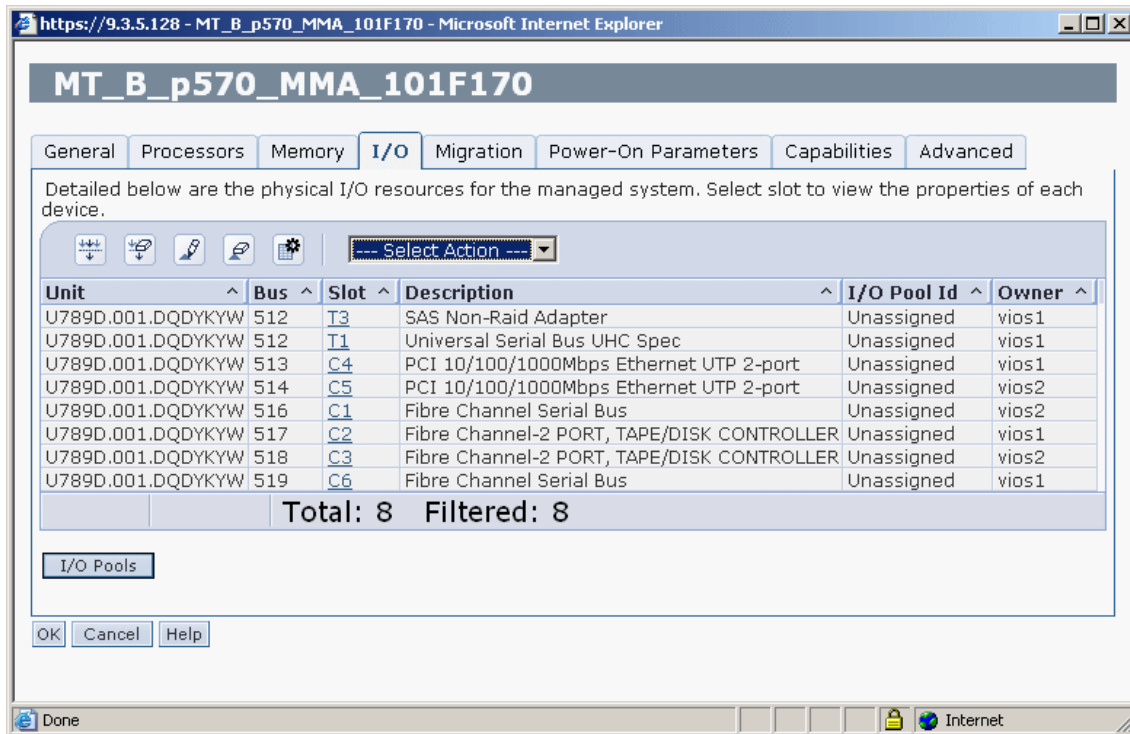 https://9.3.5.128 - MT_B_p570_MMA_101F170 - Microsoft Internet Explorer
MT_B_p570_MMA_101F170
General Processors Memory I/O Migration Power-On Parameters Capabilities Advanced
Detailed below are the physical I/O resources for the managed system. Select slot to view the properties of each
device.
--- Select Action ---
Unit ^ Bus ^ Slot ^ Description ^ I/O Pool Id ^ Owner ^
U789D.001.DQDYKYW 512 T3 SAS Non-Raid Adapter Unassigned vios1
U789D.001.DQDYKYW 512 T1 Universal Serial Bus UHC Spec Unassigned vios1
U789D.001.DQDYKYW 513 C4 PCI 10/100/1000Mbps Ethernet UTP 2-port Unassigned vios1
U789D.001.DQDYKYW 514 C5 PCI 10/100/1000Mbps Ethernet UTP 2-port Unassigned vios2
U789D.001.DQDYKYW 516 C1 Fibre Channel Serial Bus Unassigned vios2
U789D.001.DQDYKYW 517 C2 Fibre Channel-2 PORT, TAPE/DISK CONTROLLER Unassigned vios1
U789D.001.DQDYKYW 518 C3 Fibre Channel-2 PORT, TAPE/DISK CONTROLLER Unassigned vios2
U789D.001.DQDYKYW 519 C6 Fibre Channel Serial Bus Unassigned vios1
Total: 8 Filtered: 8
I/O Pools
OK Cancel Help
Done Internet